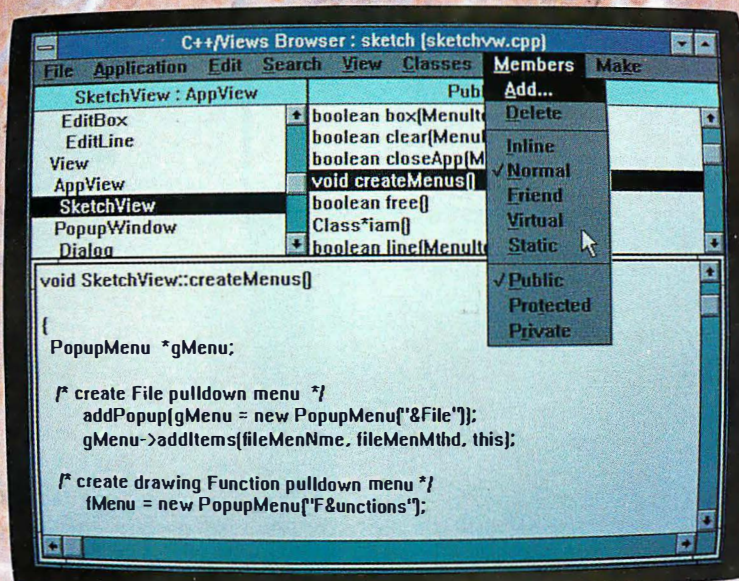 C++/Views Browser : sketch (sketchvw.cpp)
File Application Edit Search View Classes Members Make
SketchView : AppView
Publ
EditBox
EditLine
View
AppView
SketchView
PopupWindow
Dialog
boolean box(MenuIte
boolean clear(MenuI
boolean closeApp(M
void createMenus()
boolean free()
Class*iam()
boolean line(MenuIte
Add...
Delete
Inline
√Normal
Friend
Virtual
Static
√Public
Protected
Private
void SketchView::createMenus()
{
PopupMenu *gMenu;
/* create File pulldown menu */
addPopup(gMenu = new PopupMenu("&File"));
gMenu->addItems(fileMenNme, fileMenMthd, this);
/* create drawing Function pulldown menu */
fMenu = new PopupMenu("F&unctions");